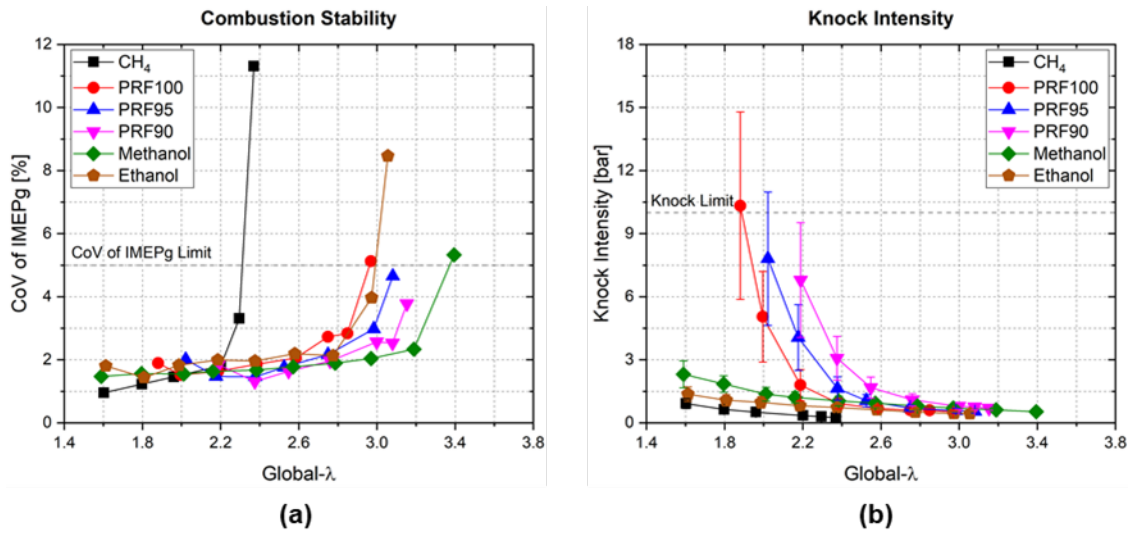 Combustion Stability
12
10
8
6
4
2
0
CoV of IMEPg [%]
CH₄
PRF100
PRF95
PRF90
Methanol
Ethanol
CoV of IMEPg Limit
1.4 1.8 2.2 2.6 3.0 3.4 3.8
Global-λ
(a)
Knock Intensity
18
15
12
9
6
3
0
Knock Intensity [bar]
CH₄
PRF100
PRF95
PRF90
Methanol
Ethanol
Knock Limit
1.4 1.8 2.2 2.6 3.0 3.4 3.8
Global-λ
(b)